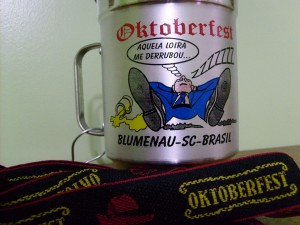 Oktoberfest
AQUELA LOIRA
ME DERRUBOU...
BLUMENAU-SC-BRASIL
OKTOBERFEST